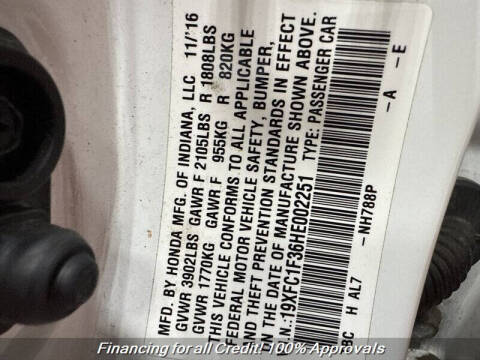 MFD. BY HONDA MFG. OF INDIANA, LLC 11/'16
GVWR 3902LBS GAWR F 2105LBS R 1808LBS
GVWR 1770KG GAWR F 955KG R 820KG
THIS VEHICLE CONFORMS TO ALL APPLICABLE
FEDERAL MOTOR VEHICLE SAFETY, BUMPER,
AND THEFT PREVENTION STANDARDS IN EFFECT
ON THE DATE OF MANUFACTURE SHOWN ABOVE.
19XFC1F36HE002251 TYPE: PASSENGER CAR
-NH788P -A -E
H AL7
Financing for all Credit! 100% Approval